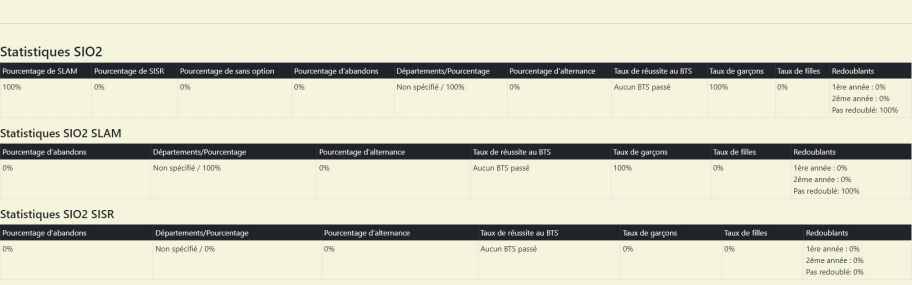 Statistiques SIO2
Pourcentage de SLAM Pourcentage de SISR Pourcentage de sans option Pourcentage d'abandons Départements/Pourcentage Pourcentage d'alternance Taux de réussite au BTS Taux de garçons Taux de filles Redoublants
100% 0% 0% 0% Non spécifié / 100% 0% Aucun BTS passé 100% 0% 1ère année : 0%
2ème année : 0%
Pas redoublé: 100%
Statistiques SIO2 SLAM
Pourcentage d'abandons Départements/Pourcentage Pourcentage d'alternance Taux de réussite au BTS Taux de garçons Taux de filles Redoublants
0% Non spécifié / 100% 0% Aucun BTS passé 100% 0% 1ère année : 0%
2ème année : 0%
Pas redoublé: 100%
Statistiques SIO2 SISR
Pourcentage d'abandons Départements/Pourcentage Pourcentage d'alternance Taux de réussite au BTS Taux de garçons Taux de filles Redoublants
0% Non spécifié / 0% 0% Aucun BTS passé 0% 0% 1ère année : 0%
2ème année : 0%
Pas redoublé: 0%